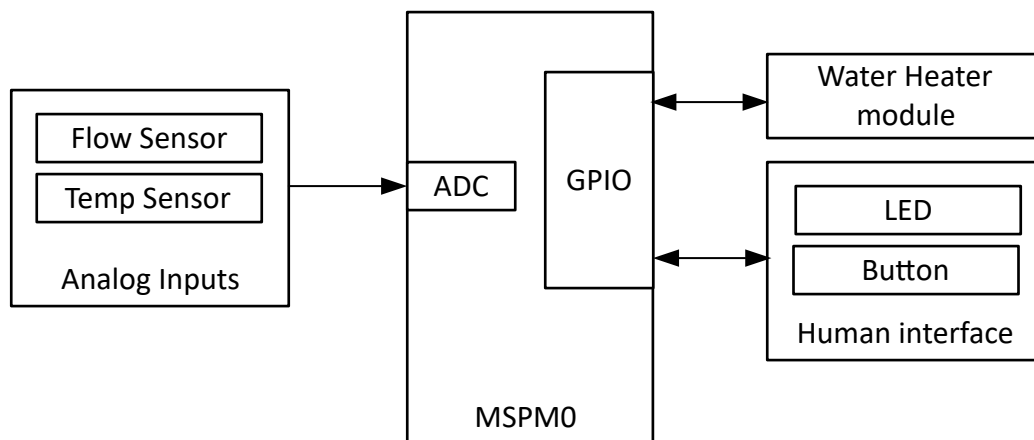 Flow Sensor
Temp Sensor
Analog Inputs
ADC
GPIO
MSPM0
Water Heater
module
LED
Button
Human interface